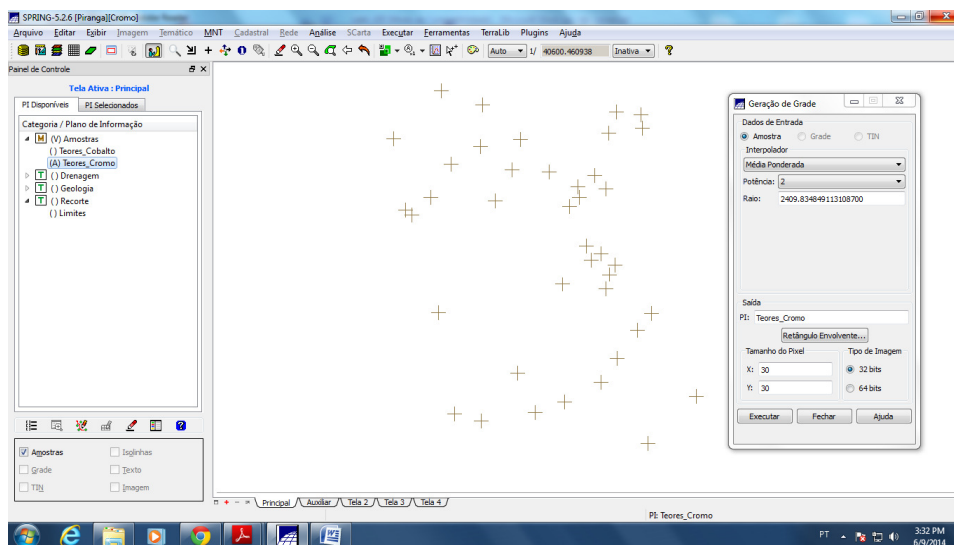 SPRING-5.2.6 [Piranga][Cromo]
Arquivo Editar Exibir Imagem Temático MNT Cadastral Rede Análise SCarta Executar Ferramentas TerraLib Plugins Ajuda
Auto 1/ 40600.460938 Inativa
Painel de Controle
Tela Ativa : Principal
PI Disponíveis PI Selecionados
Categoria / Plano de Informação
M (V) Amostras
() Teores_Cobalto
(A) Teores_Cromo
T () Drenagem
T () Geologia
T () Recorte
() Limites
Amostras Isolinhas
Grade Texto
TIN Imagem
Geração de Grade
Dados de Entrada
Amostra Grade TIN
Interpolador
Média Ponderada
Potência: 2
Raio: 2409.834849113108700
Saída
PI: Teores_Cromo
Retângulo Envolvente...
Tamanho do Pixel Tipo de Imagem
X: 30 32 bits
Y: 30 64 bits
Executar Fechar Ajuda
Principal Auxiliar Tela 2 Tela 3 Tela 4
PI: Teores_Cromo
PT 3:32 PM
6/9/2014